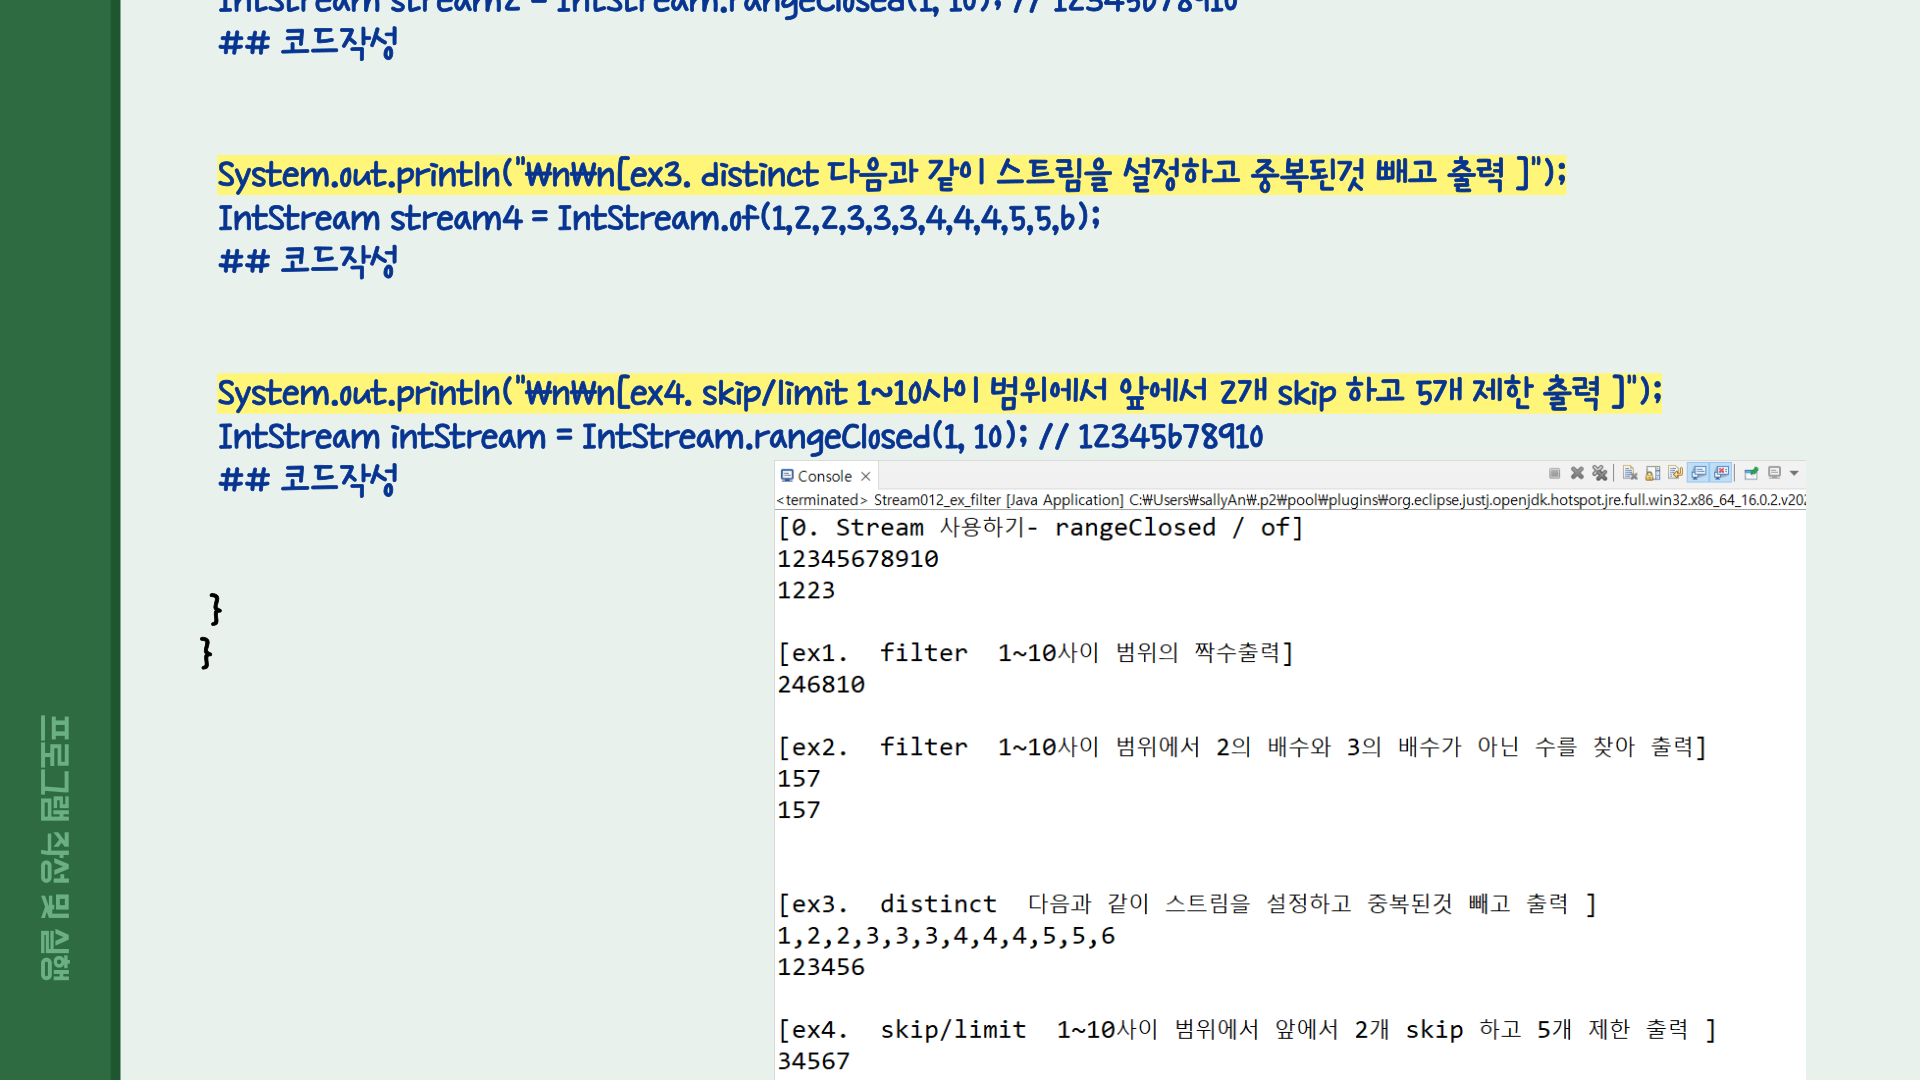 IntStream stream2 = IntStream.rangeClosed(1, 10); // 12345678910
## 코드작성
System.out.println("₩n₩n[ex3. distinct 다음과 같이 스트림을 설정하고 중복된것 빼고 출력 ]");
IntStream stream4 = IntStream.of(1,2,2,3,3,3,4,4,4,5,5,6);
## 코드작성
System.out.println("₩n₩n[ex4. skip/limit 1~10사이 범위에서 앞에서 2개 skip 하고 5개 제한 출력 ]");
IntStream intStream = IntStream.rangeClosed(1, 10); // 12345678910
## 코드작성
}
}
프로그램 작성 및 실행
Console
<terminated> Stream012_ex_filter [Java Application] C:₩Users₩sallyAn₩.p2₩pool₩plugins₩org.eclipse.justj.openjdk.hotspot.jre.full.win32.x86_64_16.0.2.v202
[0. Stream 사용하기- rangeClosed / of]
12345678910
1223
[ex1.  filter  1~10사이 범위의 짝수출력]
246810
[ex2.  filter  1~10사이 범위에서 2의 배수와 3의 배수가 아닌 수를 찾아 출력]
157
157
[ex3.  distinct  다음과 같이 스트림을 설정하고 중복된것 빼고 출력 ]
1,2,2,3,3,3,4,4,4,5,5,6
123456
[ex4.  skip/limit  1~10사이 범위에서 앞에서 2개 skip 하고 5개 제한 출력 ]
34567